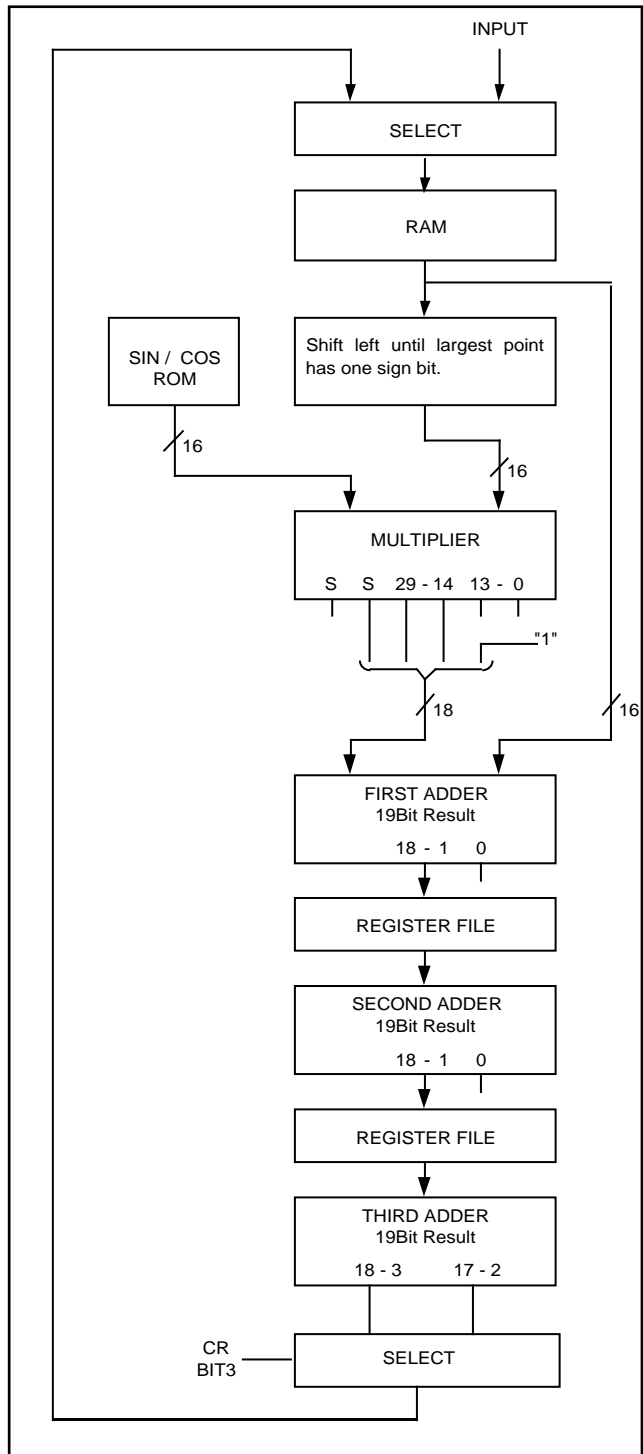 INPUT
SELECT
RAM
Shift left until largest point
has one sign bit.
SIN / COS
ROM
16
16
MULTIPLIER
S S 29 - 14 13 - 0
"1"
18
16
FIRST ADDER
19Bit Result
18 - 1 0
REGISTER FILE
SECOND ADDER
19Bit Result
18 - 1 0
REGISTER FILE
THIRD ADDER
19Bit Result
18 - 3 17 - 2
CR
BIT3
SELECT